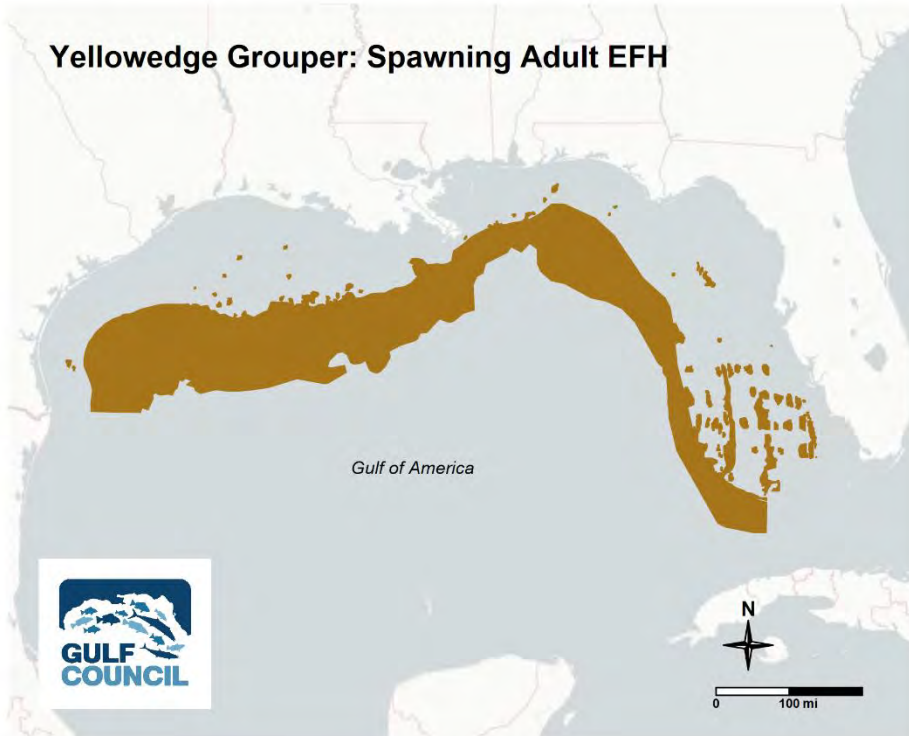 Yellowedge Grouper: Spawning Adult EFH
Gulf of America
GULF
COUNCIL
N
0 100 mi